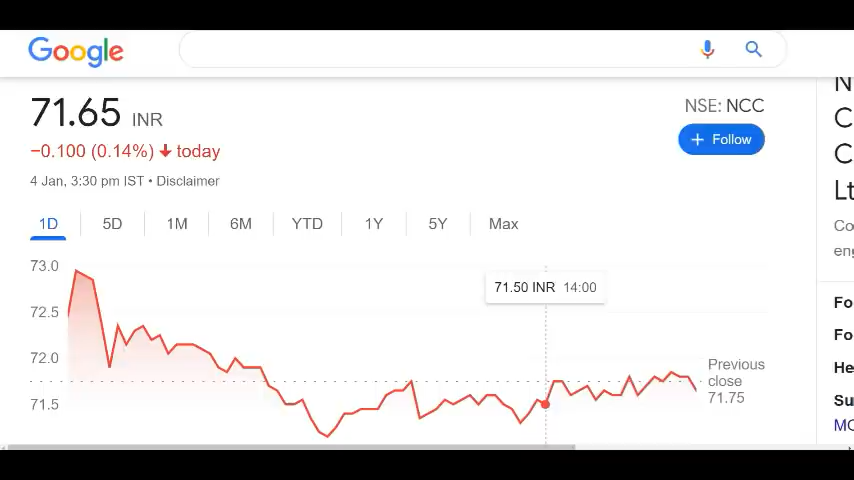 Google
71.65 INR
NSE: NCC
−0.100 (0.14%) today
+ Follow
4 Jan, 3:30 pm IST • Disclaimer
1D 5D 1M 6M YTD 1Y 5Y Max
73.0
71.50 INR 14:00
72.5
72.0
71.5
Previous
close
71.75
N
C
C
Lt
Co
eng
Fo
Fo
He
Su
MC